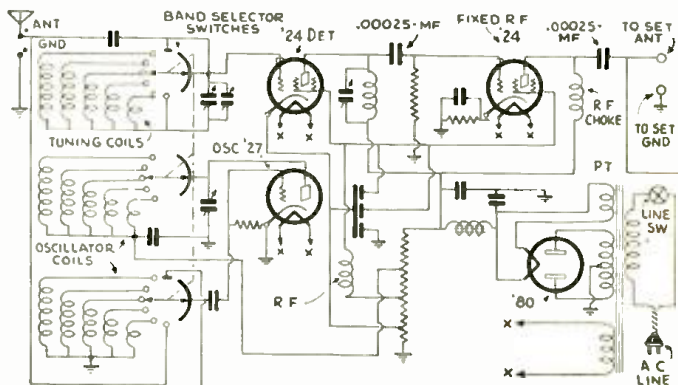 ANT
GND
BAND SELECTOR
SWITCHES
'24 DET
.00025-MF
FIXED R F
'24
.00025-
MF
TO SET
ANT
TO SET
GND
R F
CHOKE
TUNING COILS
OSC '27
X X
X X
X X
PT
LINE
SW
OSCILLATOR
COILS
R F
'80
X
X
A C
LINE